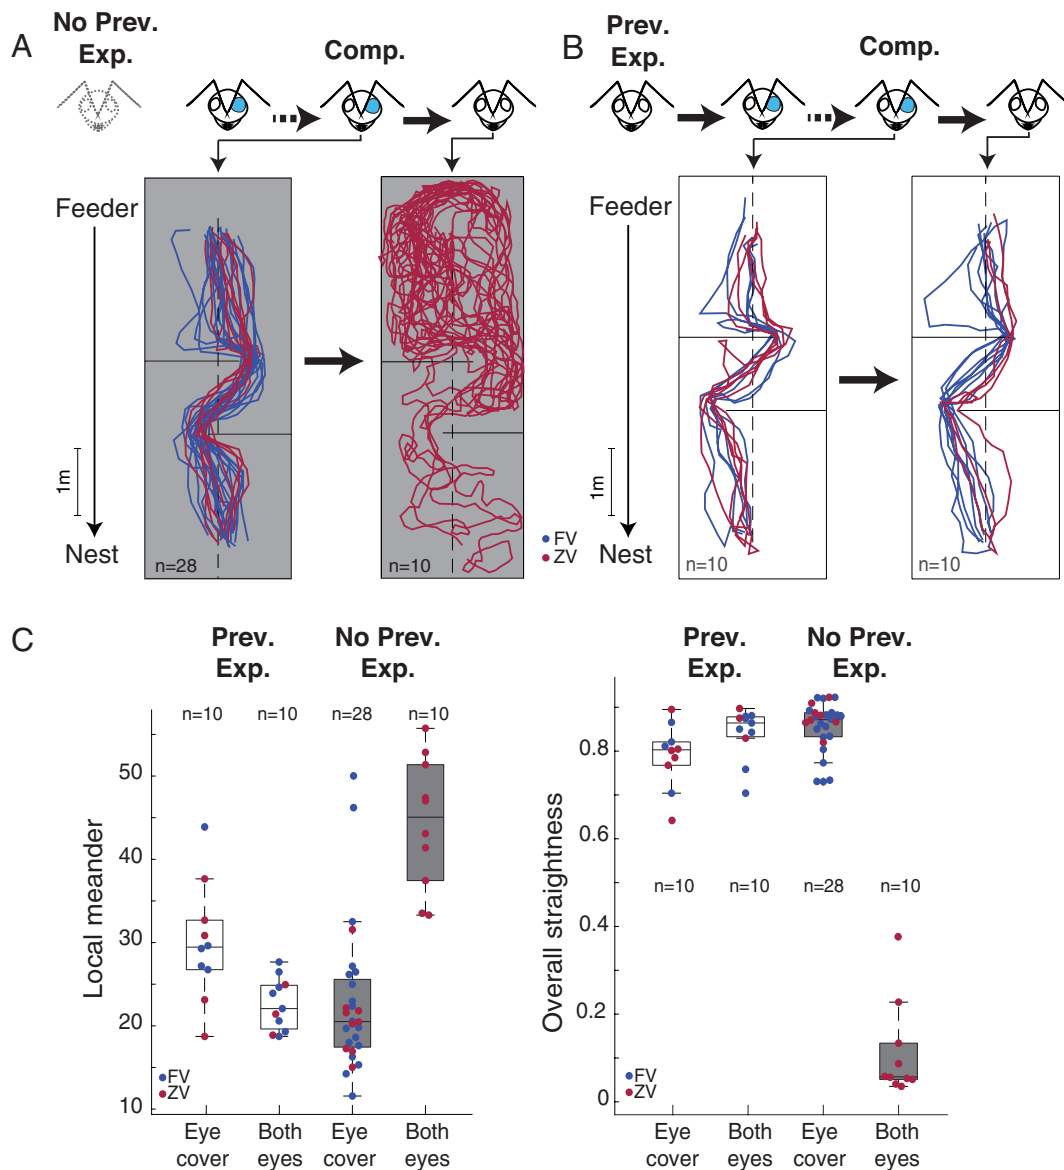 A
No Prev.
Exp.
Comp.
Feeder
1m
Nest
n=28
n=10
FV
ZV
B
Prev.
Exp.
Comp.
Feeder
1m
Nest
n=10
n=10
C
Prev.
Exp.
No Prev.
Exp.
n=10
n=10
n=28
n=10
Local meander
50
40
30
20
10
FV
ZV
Eye
cover
Both
eyes
Eye
cover
Both
eyes
Prev.
Exp.
No Prev.
Exp.
Overall straightness
0.8
0.6
0.4
0.2
0
n=10
n=10
n=28
n=10
FV
ZV
Eye
cover
Both
eyes
Eye
cover
Both
eyes